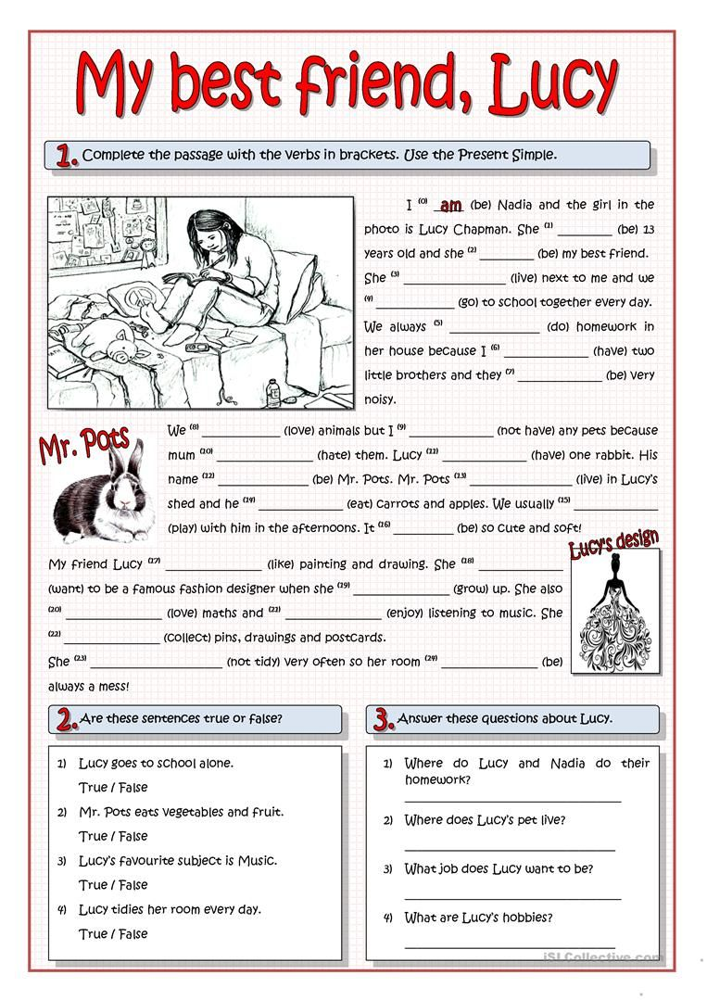 My best friend, Lucy
1. Complete the passage with the verbs in brackets. Use the Present Simple.
I (0) am (be) Nadia and the girl in the
photo is Lucy Chapman. She (1) ________ (be) 13
years old and she (2) ________ (be) my best friend.
She (3) ______________ (live) next to me and we
(4) ___________ (go) to school together every day.
We always (5) _____________ (do) homework in
her house because I (6) ____________ (have) two
little brothers and they (7) ____________ (be) very
noisy.
Mr. Pots
We (8) ___________ (love) animals but I (9) ____________ (not have) any pets because
mum (10) ______________ (hate) them. Lucy (11) ____________ (have) one rabbit. His
name (12) _____________ (be) Mr. Pots. Mr. Pots (13) __________________ (live) in Lucy's
shed and he (14) ____________ (eat) carrots and apples. We usually (15) ____________
(play) with him in the afternoons. It (16) ________ (be) so cute and soft!
Lucy's design
My friend Lucy (17) ______________ (like) painting and drawing. She (18) ____________
(want) to be a famous fashion designer when she (19) ______________ (grow) up. She also
(20) ______________ (love) maths and (21) ______________ (enjoy) listening to music. She
(22) ______________ (collect) pins, drawings and postcards.
She (23) ___________________ (not tidy) very often so her room (24) ______________ (be)
always a mess!
2. Are these sentences true or false?
1) Lucy goes to school alone.
True / False
2) Mr. Pots eats vegetables and fruit.
True / False
3) Lucy's favourite subject is Music.
True / False
4) Lucy tidies her room every day.
True / False
3. Answer these questions about Lucy.
1) Where do Lucy and Nadia do their
homework?
______________________________
2) Where does Lucy's pet live?
______________________________
3) What job does Lucy want to be?
______________________________
4) What are Lucy's hobbies?
______________________________
iSLCollective.com